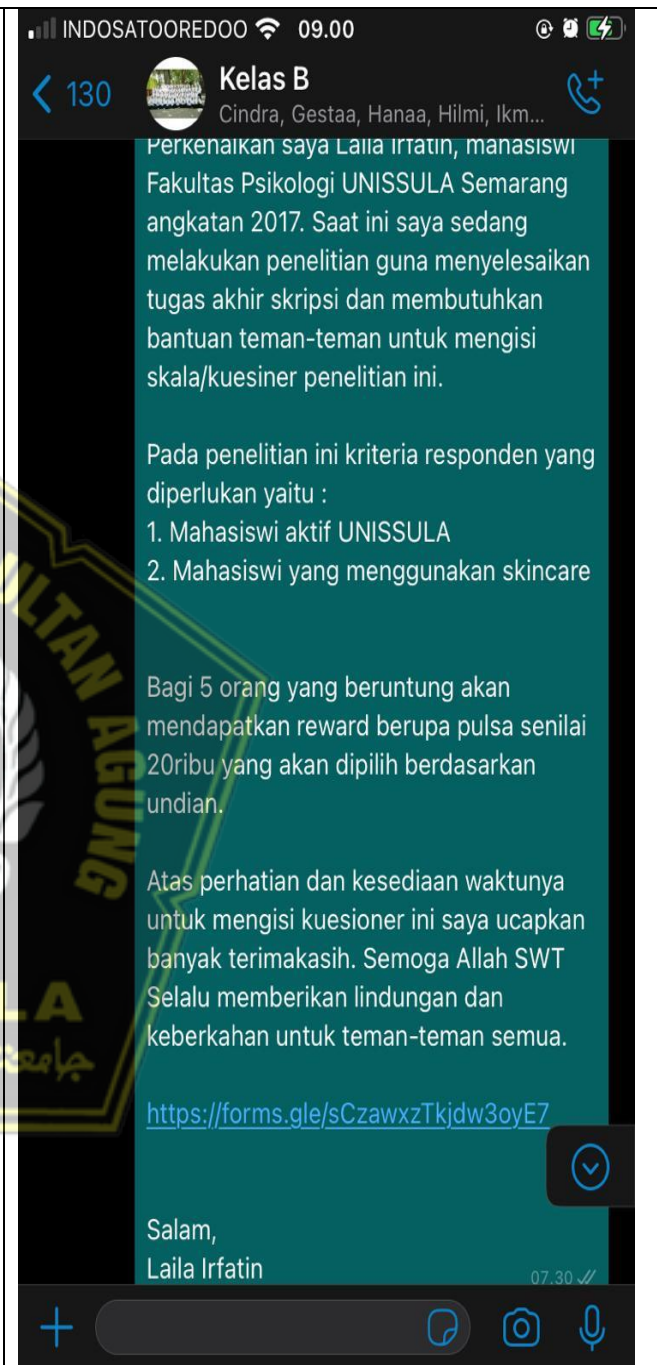 INDOSATOOREDOO 09.00
130
Kelas B
Cindra, Gestaa, Hanaa, Hilmi, Ikm...
Perkenalkan saya Laila Irfatin, mahasiswi
Fakultas Psikologi UNISSULA Semarang
angkatan 2017. Saat ini saya sedang
melakukan penelitian guna menyelesaikan
tugas akhir skripsi dan membutuhkan
bantuan teman-teman untuk mengisi
skala/kuesiner penelitian ini.
Pada penelitian ini kriteria responden yang
diperlukan yaitu :
1. Mahasiswi aktif UNISSULA
2. Mahasiswi yang menggunakan skincare
Bagi 5 orang yang beruntung akan
mendapatkan reward berupa pulsa senilai
20ribu yang akan dipilih berdasarkan
undian.
Atas perhatian dan kesediaan waktunya
untuk mengisi kuesioner ini saya ucapkan
banyak terimakasih. Semoga Allah SWT
Selalu memberikan lindungan dan
keberkahan untuk teman-teman semua.
https://forms.gle/sCzawxzTkjdw3oyE7
Salam,
Laila Irfatin
07.30
ULTAN AGUNG
LA